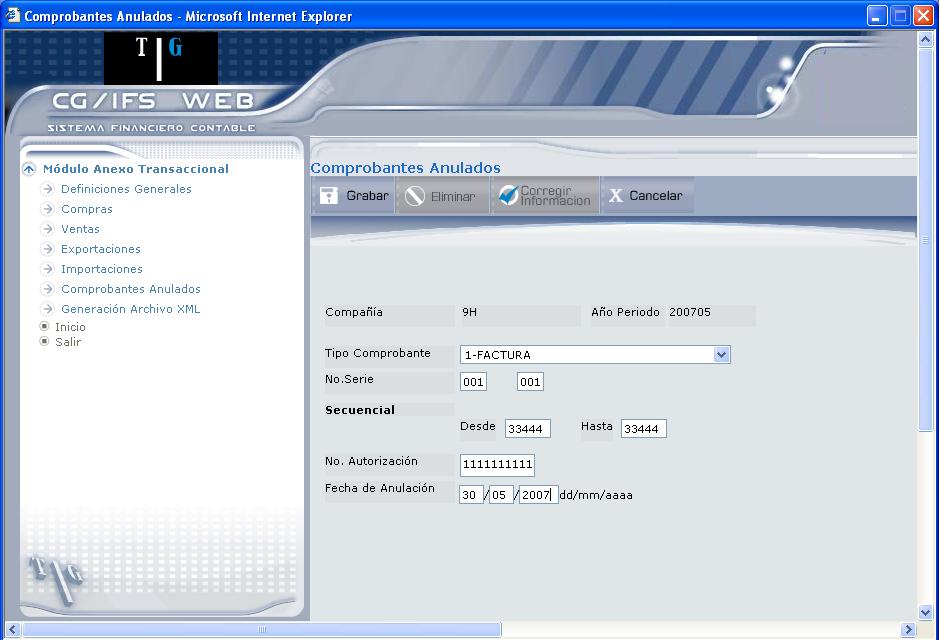 Comprobantes Anulados - Microsoft Internet Explorer
T G
CG/IFS WEB
SISTEMA FINANCIERO CONTABLE
Módulo Anexo Transaccional
Definiciones Generales
Compras
Ventas
Exportaciones
Importaciones
Comprobantes Anulados
Generación Archivo XML
Inicio
Salir
T G
Comprobantes Anulados
Grabar Eliminar Corregir Informacion X Cancelar
Compañía 9H Año Periodo 200705
Tipo Comprobante 1-FACTURA
No.Serie 001 001
Secuencial
Desde 33444 Hasta 33444
No. Autorización 1111111111
Fecha de Anulación 30 / 05 / 2007 dd/mm/aaaa